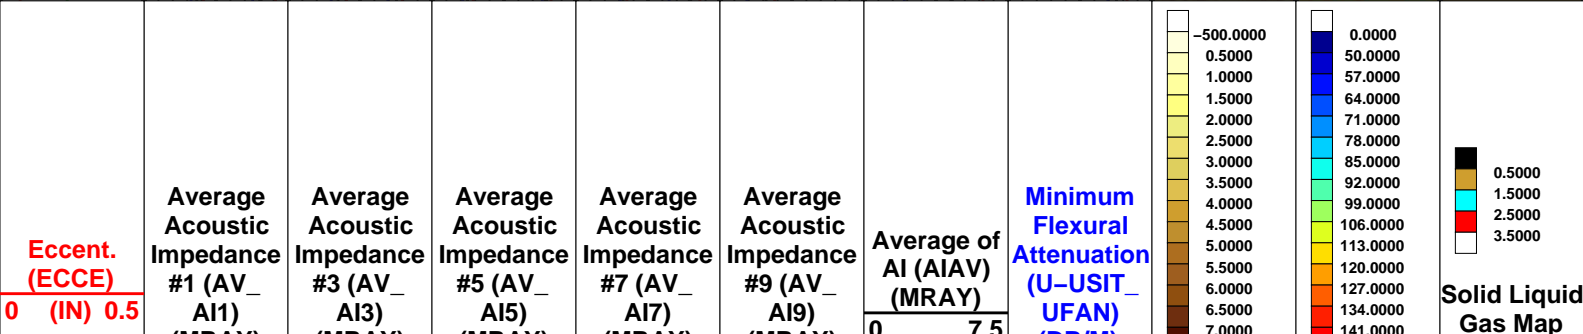 Eccent.
(ECCE)
0 (IN) 0.5
Average
Acoustic
Impedance
#1 (AV_
AI1)
(MRAY)
Average
Acoustic
Impedance
#3 (AV_
AI3)
(MRAY)
Average
Acoustic
Impedance
#5 (AV_
AI5)
(MRAY)
Average
Acoustic
Impedance
#7 (AV_
AI7)
(MRAY)
Average
Acoustic
Impedance
#9 (AV_
AI9)
(MRAY)
Average of
AI (AIAV)
(MRAY)
0 7.5
Minimum
Flexural
Attenuation
(U−USIT_
UFAN)
(DB/M)
−500.0000
0.5000
1.0000
1.5000
2.0000
2.5000
3.0000
3.5000
4.0000
4.5000
5.0000
5.5000
6.0000
6.5000
7.0000
0.0000
50.0000
57.0000
64.0000
71.0000
78.0000
85.0000
92.0000
99.0000
106.0000
113.0000
120.0000
127.0000
134.0000
141.0000
0.5000
1.5000
2.5000
3.5000
Solid Liquid
Gas Map